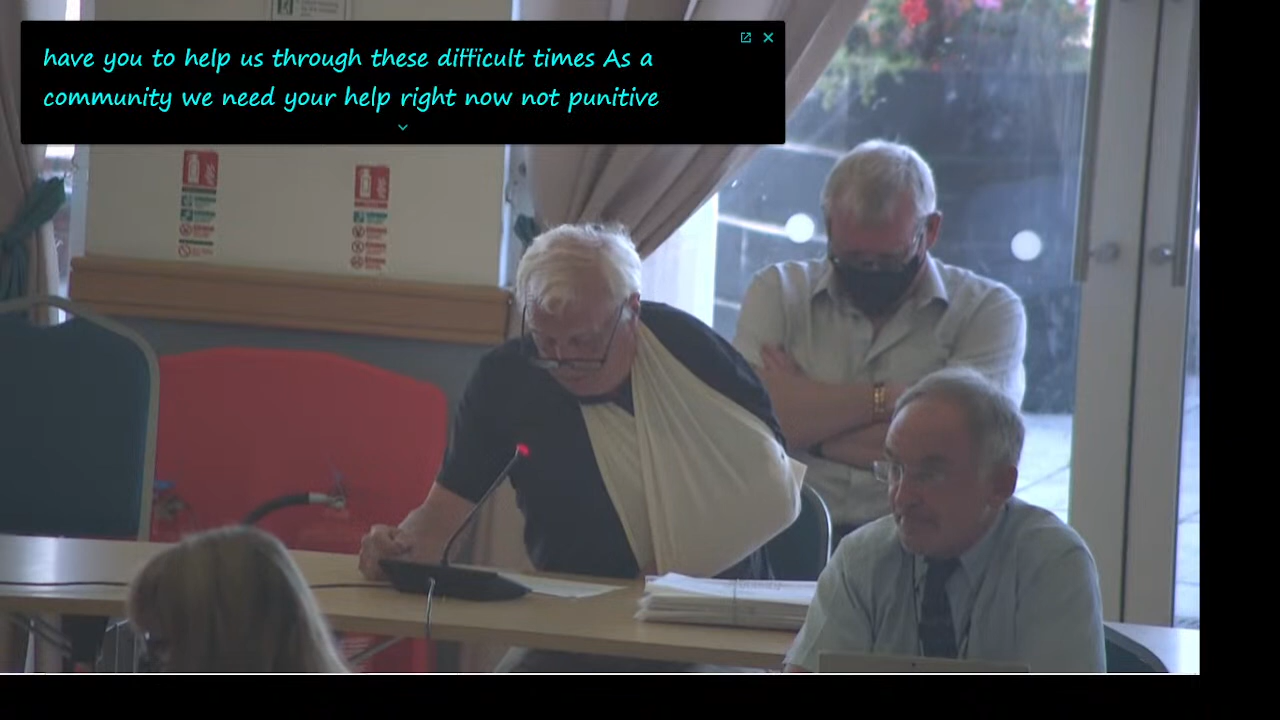 have you to help us through these difficult times As a
community we need your help right now not punitive